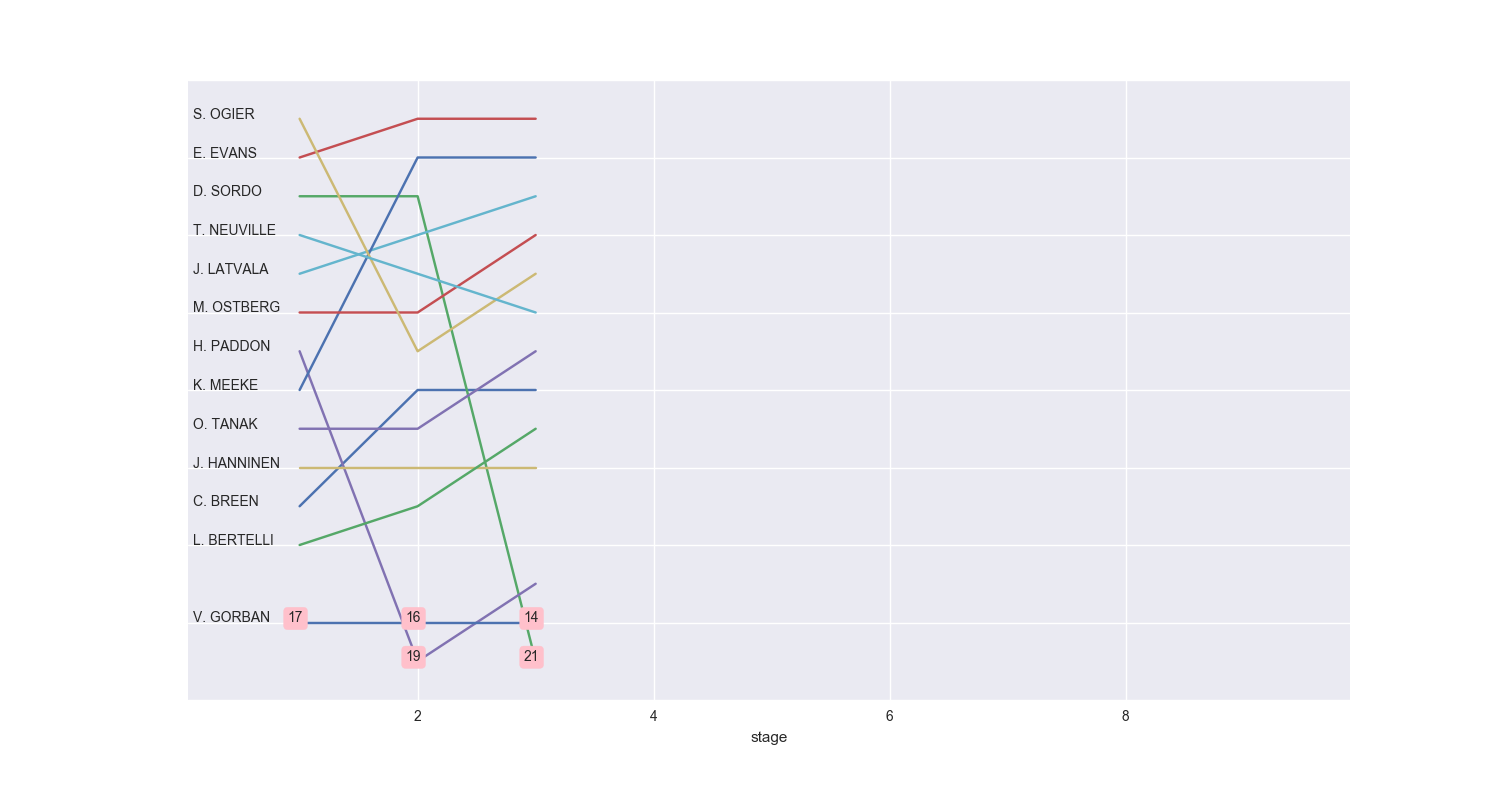 S. OGIER
E. EVANS
D. SORDO
T. NEUVILLE
J. LATVALA
M. OSTBERG
H. PADDON
K. MEEKE
O. TANAK
J. HANNINEN
C. BREEN
L. BERTELLI
V. GORBAN 17 16 14
19 21
2 4 6 8
stage